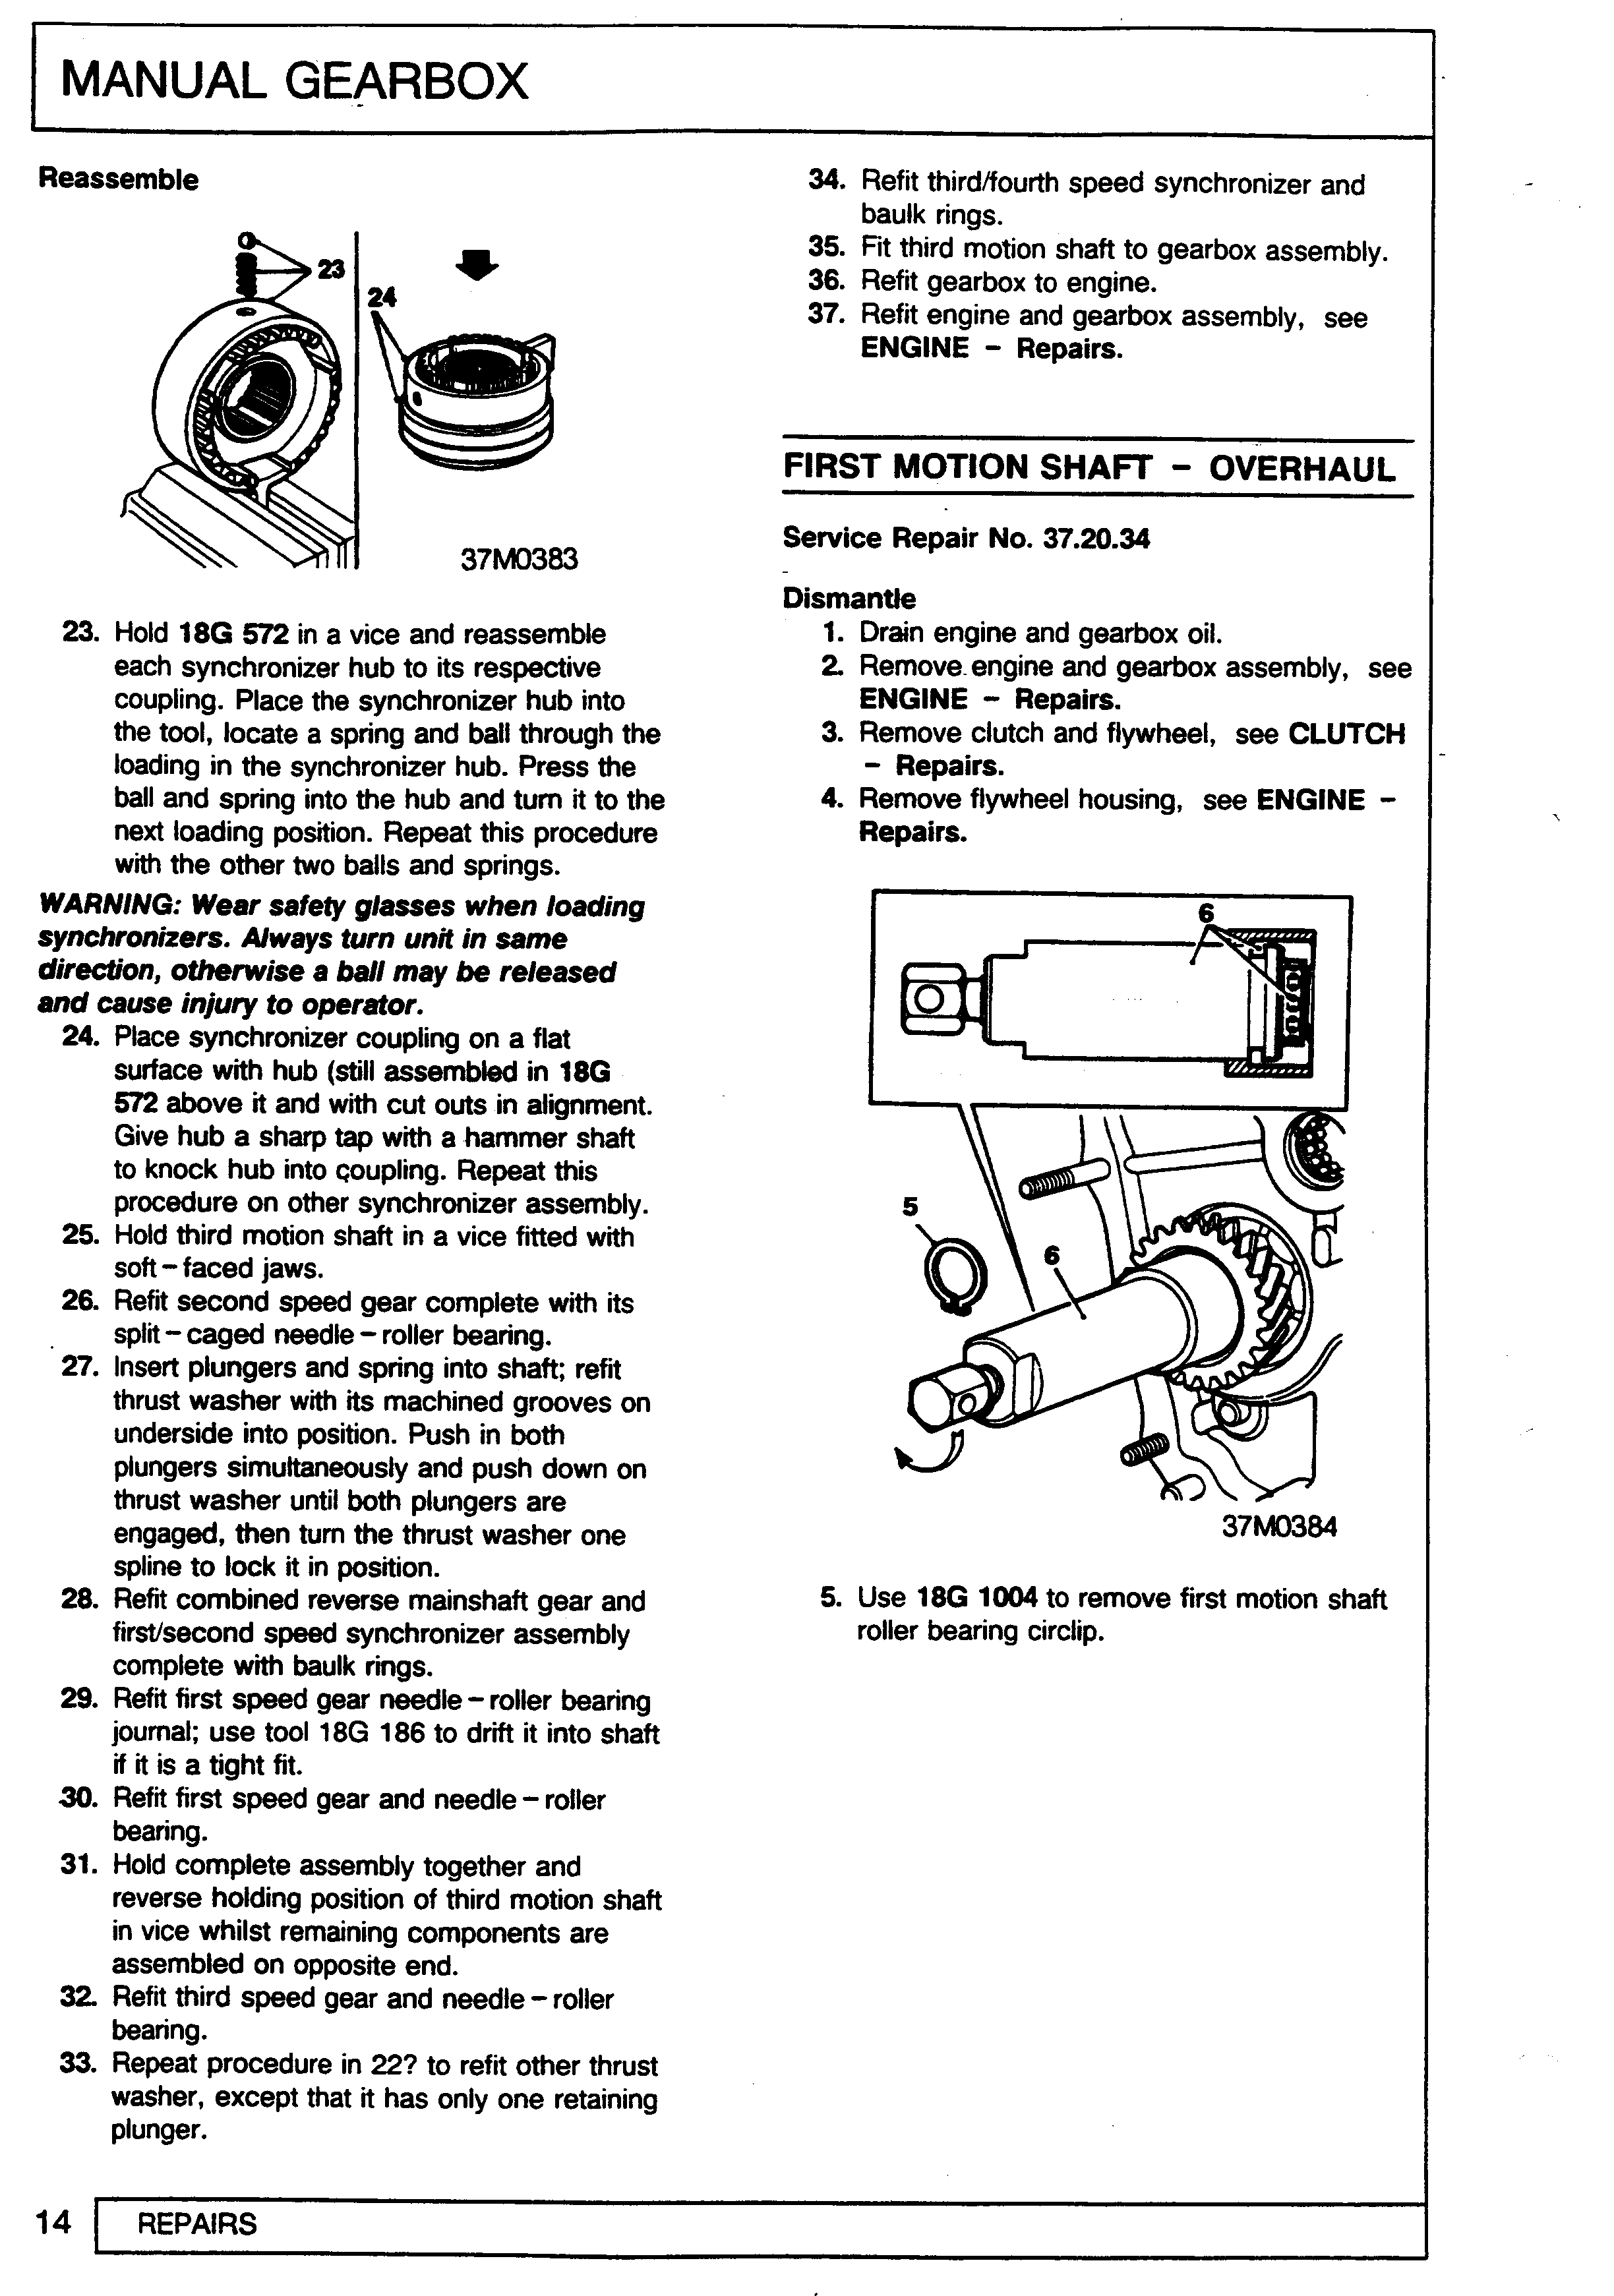 MANUAL GEARBOX
Reassemble
23
24
37M0383
23. Hold 18G 572 in a vice and reassemble
each synchronizer hub to its respective
coupling. Place the synchronizer hub into
the tool, locate a spring and ball through the
loading in the synchronizer hub. Press the
ball and spring into the hub and turn it to the
next loading position. Repeat this procedure
with the other two balls and springs.
WARNING: Wear safety glasses when loading
synchronizers. Always turn unit in same
direction, otherwise a ball may be released
and cause injury to operator.
24. Place synchronizer coupling on a flat
surface with hub (still assembled in 18G
572 above it and with cut outs in alignment.
Give hub a sharp tap with a hammer shaft
to knock hub into coupling. Repeat this
procedure on other synchronizer assembly.
25. Hold third motion shaft in a vice fitted with
soft – faced jaws.
26. Refit second speed gear complete with its
split – caged needle – roller bearing.
27. Insert plungers and spring into shaft; refit
thrust washer with its machined grooves on
underside into position. Push in both
plungers simultaneously and push down on
thrust washer until both plungers are
engaged, then turn the thrust washer one
spline to lock it in position.
28. Refit combined reverse mainshaft gear and
first/second speed synchronizer assembly
complete with baulk rings.
29. Refit first speed gear needle – roller bearing
journal; use tool 18G 186 to drift it into shaft
if it is a tight fit.
30. Refit first speed gear and needle – roller
bearing.
31. Hold complete assembly together and
reverse holding position of third motion shaft
in vice whilst remaining components are
assembled on opposite end.
32. Refit third speed gear and needle – roller
bearing.
33. Repeat procedure in 22? to refit other thrust
washer, except that it has only one retaining
plunger.
34. Refit third/fourth speed synchronizer and
baulk rings.
35. Fit third motion shaft to gearbox assembly.
36. Refit gearbox to engine.
37. Refit engine and gearbox assembly, see
ENGINE – Repairs.
FIRST MOTION SHAFT – OVERHAUL
Service Repair No. 37.20.34
Dismantle
1. Drain engine and gearbox oil.
2. Remove engine and gearbox assembly, see
ENGINE – Repairs.
3. Remove clutch and flywheel, see CLUTCH
– Repairs.
4. Remove flywheel housing, see ENGINE –
Repairs.
6
5
6
37M0384
5. Use 18G 1004 to remove first motion shaft
roller bearing circlip.
14
REPAIRS